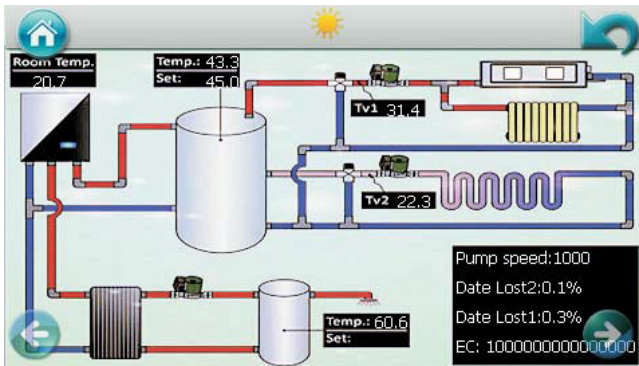 Room Temp.
20.7
Temp.: 43.3
Set: 45.0
Tv1 31.4
Tv2 22.3
Temp.: 60.6
Set:
Pump speed:1000
Date Lost2:0.1%
Date Lost1:0.3%
EC: 1000000000000000